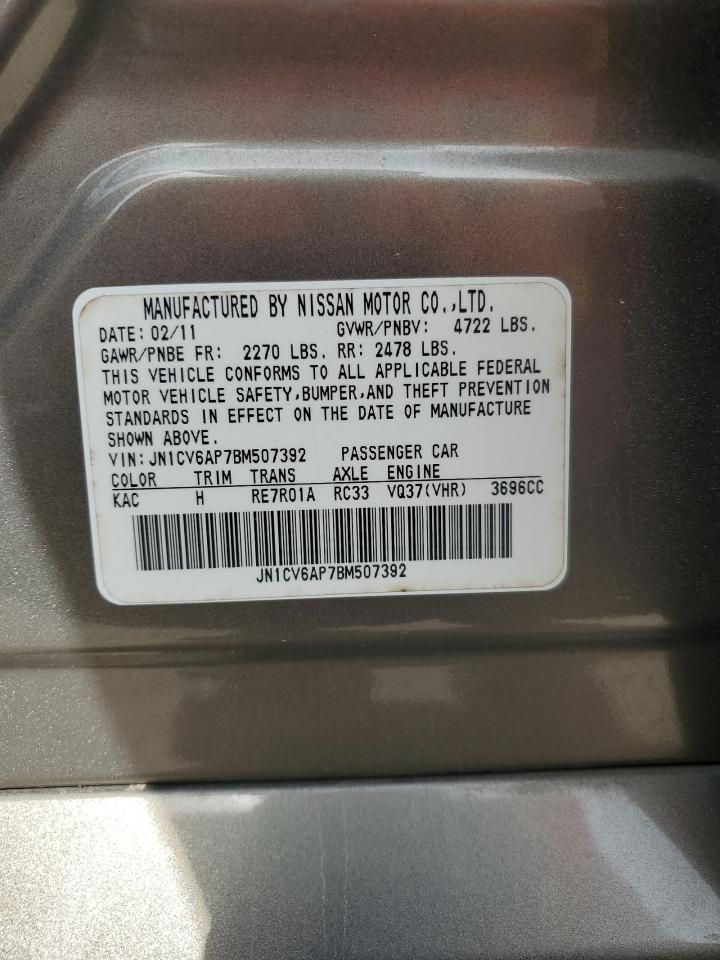 MANUFACTURED BY NISSAN MOTOR CO.,LTD.
DATE: 02/11 GVWR/PNBV: 4722 LBS.
GAWR/PNBE FR: 2270 LBS. RR: 2478 LBS.
THIS VEHICLE CONFORMS TO ALL APPLICABLE FEDERAL
MOTOR VEHICLE SAFETY,BUMPER,AND THEFT PREVENTION
STANDARDS IN EFFECT ON THE DATE OF MANUFACTURE
SHOWN ABOVE.
VIN:JN1CV6AP7BM507392 PASSENGER CAR
COLOR TRIM TRANS AXLE ENGINE
KAC H RE7R01A RC33 VQ37(VHR) 3696CC
JN1CV6AP7BM507392